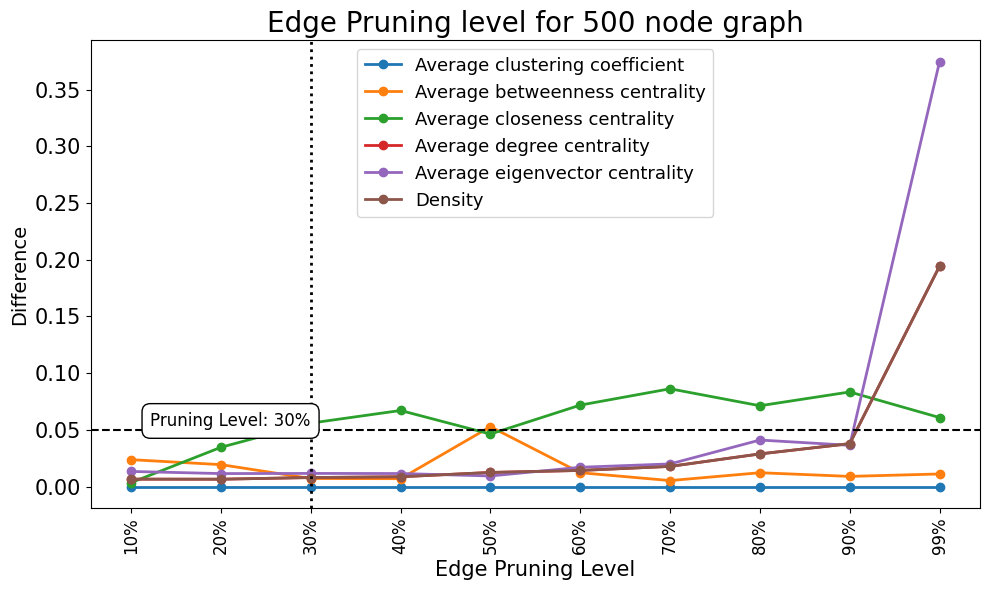 Edge Pruning level for 500 node graph
Average clustering coefficient
Average betweenness centrality
Average closeness centrality
Average degree centrality
Average eigenvector centrality
Density
Difference
0.35
0.30
0.25
0.20
0.15
0.10
0.05
0.00
Pruning Level: 30%
10%
20%
30%
40%
50%
60%
70%
80%
90%
99%
Edge Pruning Level